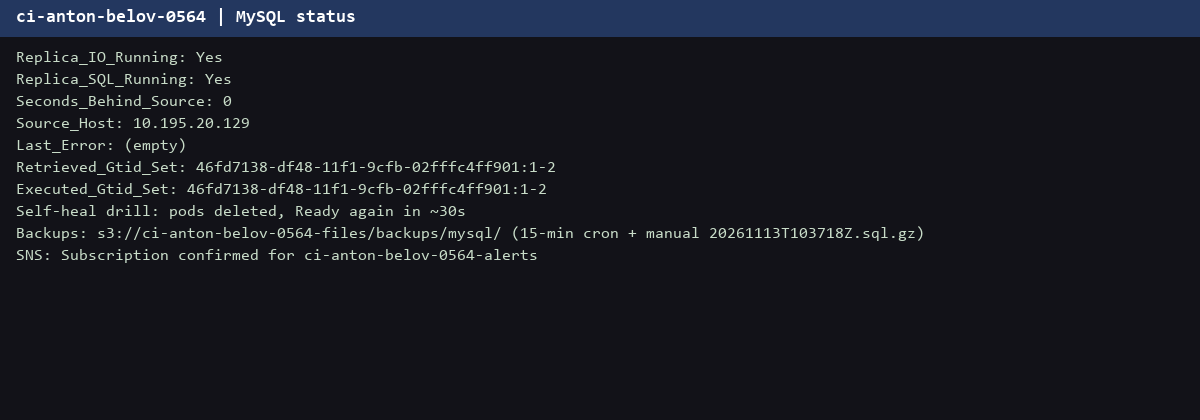 ci-anton-belov-0564 | MySQL status
Replica_IO_Running: Yes
Replica_SQL_Running: Yes
Seconds_Behind_Source: 0
Source_Host: 10.195.20.129
Last_Error: (empty)
Retrieved_Gtid_Set: 46fd7138-df48-11f1-9cfb-02fffc4ff901:1-2
Executed_Gtid_Set: 46fd7138-df48-11f1-9cfb-02fffc4ff901:1-2
Self-heal drill: pods deleted, Ready again in ~30s
Backups: s3://ci-anton-belov-0564-files/backups/mysql/ (15-min cron + manual 20261113T103718Z.sql.gz)
SNS: Subscription confirmed for ci-anton-belov-0564-alerts